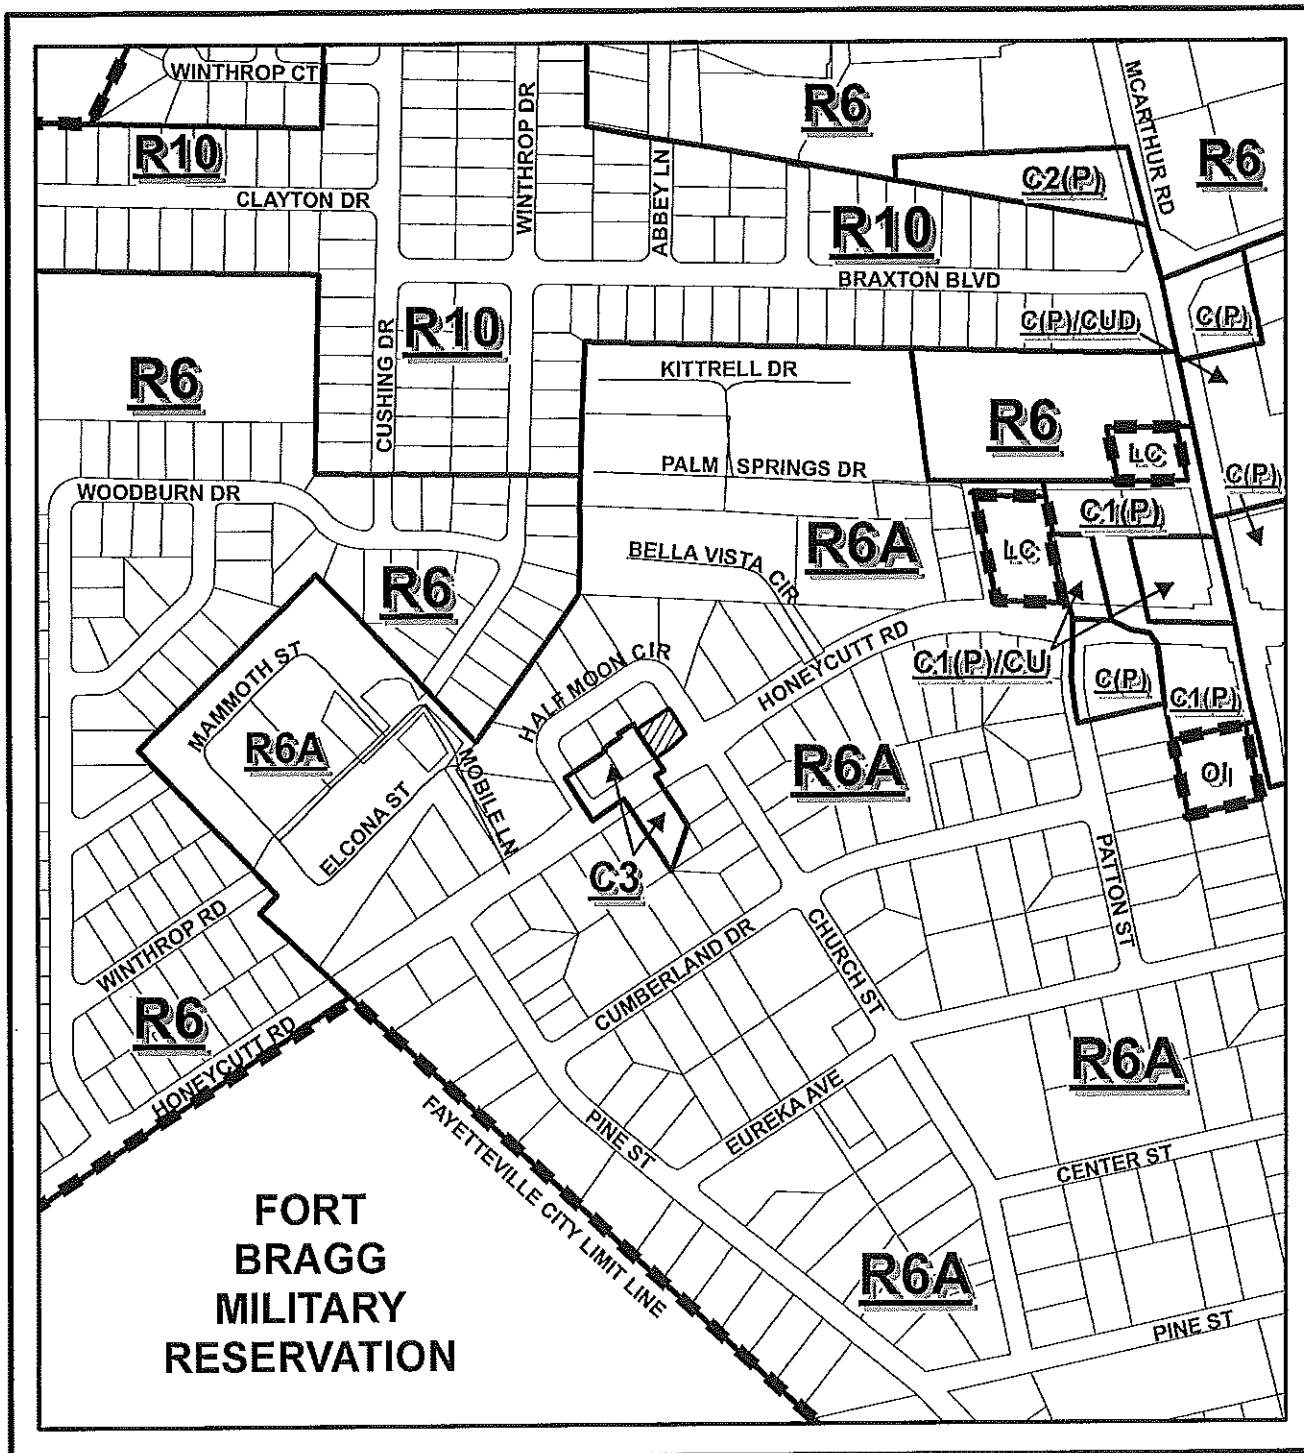 WINTHROP CT
R6
MCARTHUR RD
R10
WINTHROP DR
R6
CLAYTON DR
ABBEY LN
C2(P)
R10
BRAXTON BLVD
R10
CUSHING DR
C(P)/CUD
C(P)
R6
KITTRELL DR
R6
LC
PALM SPRINGS DR
C(P)
WOODBURN DR
C1(P)
R6A
LC
BELLA VISTA CIR
R6
HONEYCUTT RD
C1(P)/CU
HALF MOON CIR
C(P)
C1(P)
MAMMOTH ST
R6A
R6A
OI
MOBILE LN
ELCONA ST
C3
PATTON ST
WINTHROP RD
CUMBERLAND DR
CHURCH ST
R6
HONEYCUTT RD
R6A
FAYETTEVILLE CITY LIMIT LINE
PINE ST
EUREKA AVE
CENTER ST
FORT
BRAGG
MILITARY
RESERVATION
R6A
PINE ST